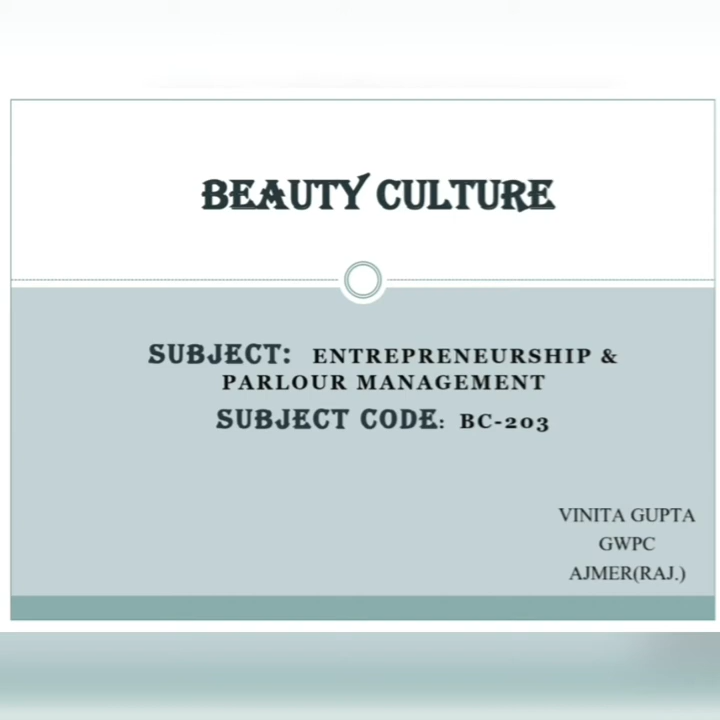 BEAUTY CULTURE
SUBJECT: ENTREPRENEURSHIP &
PARLOUR MANAGEMENT
SUBJECT CODE: BC-203
VINITA GUPTA
GWPC
AJMER(RAJ.)